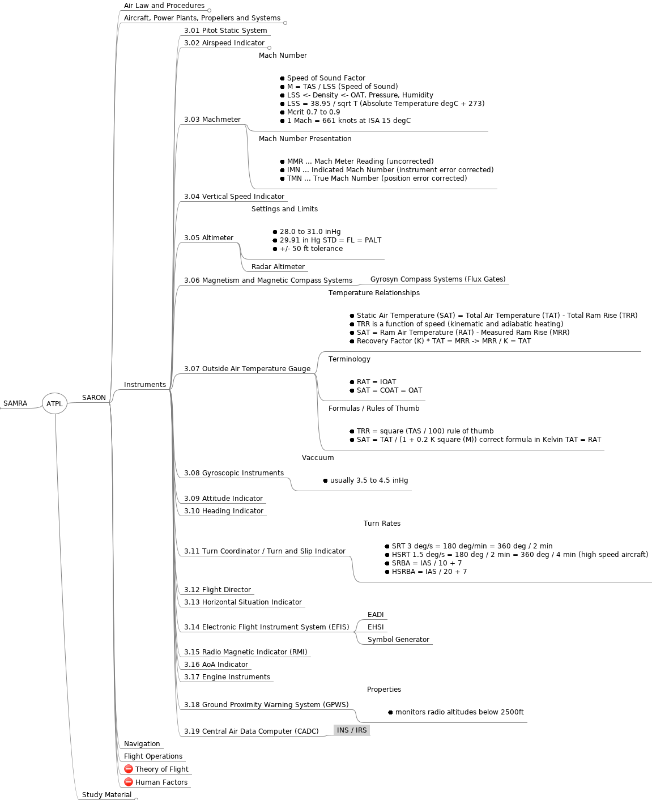 Air Law and Procedures
Aircraft, Power Plants, Propellers and Systems
3.01 Pitot Static System
3.02 Airspeed Indicator
Mach Number
● Speed of Sound Factor
● M = TAS / LSS (Speed of Sound)
● LSS <- Density <- OAT, Pressure, Humidity
● LSS = 38.95 / sqrt T (Absolute Temperature degC + 273)
● Mcrit 0.7 to 0.9
● 1 Mach = 661 knots at ISA 15 degC
3.03 Machmeter
Mach Number Presentation
● MMR ... Mach Meter Reading (uncorrected)
● IMN ... Indicated Mach Number (Instrument error corrected)
● TMN ... True Mach Number (position error corrected)
3.04 Vertical Speed Indicator
Settings and Limits
● 28.0 to 31.0 inHg
● 29.91 in Hg STD = FL = PALT
● +/- 50 ft tolerance
3.05 Altimeter
Radar Altimeter
3.06 Magnetism and Magnetic Compass Systems
Gyrosyn Compass Systems (Flux Gates)
Temperature Relationships
● Static Air Temperature (SAT) = Total Air Temperature (TAT) - Total Ram Rise (TRR)
● TRR is a function of speed (kinematic and adiabatic heating)
● SAT = Ram Air Temperature (RAT) - Measured Ram Rise (MRR)
● Recovery Factor (K) * TAT = MRR -> MRR / K = TAT
3.07 Outside Air Temperature Gauge
Terminology
● RAT = IOAT
● SAT = COAT = OAT
Formulas / Rules of Thumb
● TRR = square (TAS / 100) rule of thumb
● SAT = TAT / (1 + 0.2 K square (M)) correct formula in Kelvin TAT = RAT
Instruments
SARON
ATPL
SAMRA
Vaccuum
3.08 Gyroscopic Instruments
● usually 3.5 to 4.5 inHg
3.09 Attitude Indicator
3.10 Heading Indicator
Turn Rates
● SRT 3 deg/s = 180 deg/min = 360 deg / 2 min
● HSRT 1.5 deg/s = 180 deg / 2 min = 360 deg / 4 min (high speed aircraft)
● SRBA = IAS / 10 + 7
● HSRBA = IAS / 20 + 7
3.11 Turn Coordinator / Turn and Slip Indicator
3.12 Flight Director
3.13 Horizontal Situation Indicator
3.14 Electronic Flight Instrument System (EFIS)
EADI
EHSI
Symbol Generator
3.15 Radio Magnetic Indicator (RMI)
3.16 AoA Indicator
3.17 Engine Instruments
Properties
3.18 Ground Proximity Warning System (GPWS)
● monitors radio altitudes below 2500ft
3.19 Central Air Data Computer (CADC)
INS / IRS
Navigation
Flight Operations
Theory of Flight
Human Factors
Study Material